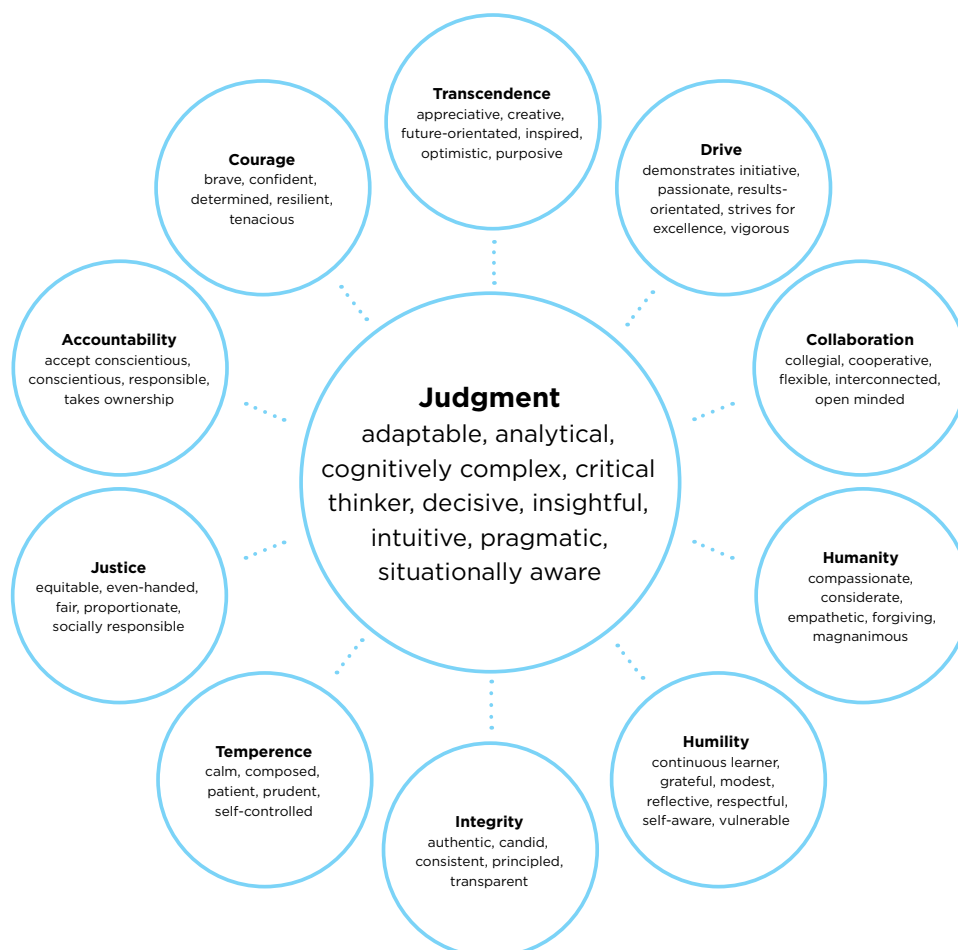 Transcendence
appreciative, creative,
future-orientated, inspired,
optimistic, purposive
Drive
demonstrates initiative,
passionate, results-
orientated, strives for
excellence, vigorous
Collaboration
collegial, cooperative,
flexible, interconnected,
open minded
Humanity
compassionate,
considerate,
empathetic, forgiving,
magnanimous
Humility
continuous learner,
grateful, modest,
reflective, respectful,
self-aware, vulnerable
Integrity
authentic, candid,
consistent, principled,
transparent
Temperence
calm, composed,
patient, prudent,
self-controlled
Justice
equitable, even-handed,
fair, proportionate,
socially responsible
Accountability
accept conscientious,
conscientious, responsible,
takes ownership
Courage
brave, confident,
determined, resilient,
tenacious
Judgment
adaptable, analytical,
cognitively complex, critical
thinker, decisive, insightful,
intuitive, pragmatic,
situationally aware